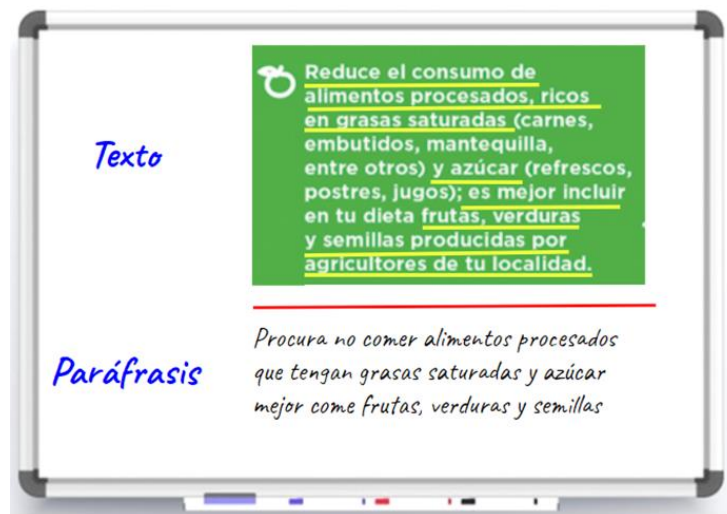 Texto
Reduce el consumo de
alimentos procesados, ricos
en grasas saturadas (carnes,
embutidos, mantequilla,
entre otros) y azúcar (refrescos,
postres, jugos); es mejor incluir
en tu dieta frutas, verduras
y semillas producidas por
agricultores de tu localidad.
Paráfrasis
Procura no comer alimentos procesados
que tengan grasas saturadas y azúcar
mejor come frutas, verduras y semillas